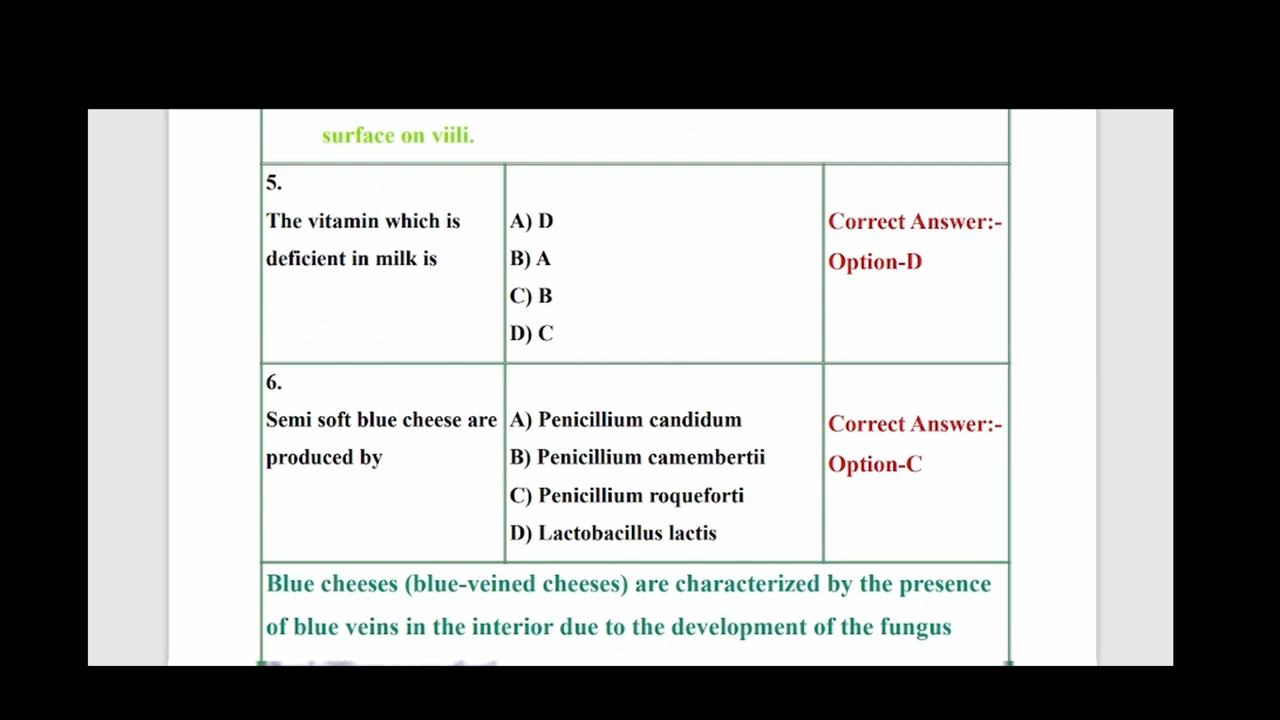 surface on viili.
5.
The vitamin which is
deficient in milk is
A) D
B) A
C) B
D) C
Correct Answer:-
Option-D
6.
Semi soft blue cheese are
produced by
A) Penicillium candidum
B) Penicillium camembertii
C) Penicillium roqueforti
D) Lactobacillus lactis
Correct Answer:-
Option-C
Blue cheeses (blue-veined cheeses) are characterized by the presence
of blue veins in the interior due to the development of the fungus